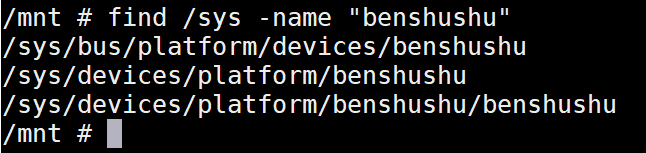 /mnt # find /sys -name "benshushu"
/sys/bus/platform/devices/benshushu
/sys/devices/platform/benshushu
/sys/devices/platform/benshushu/benshushu
/mnt #